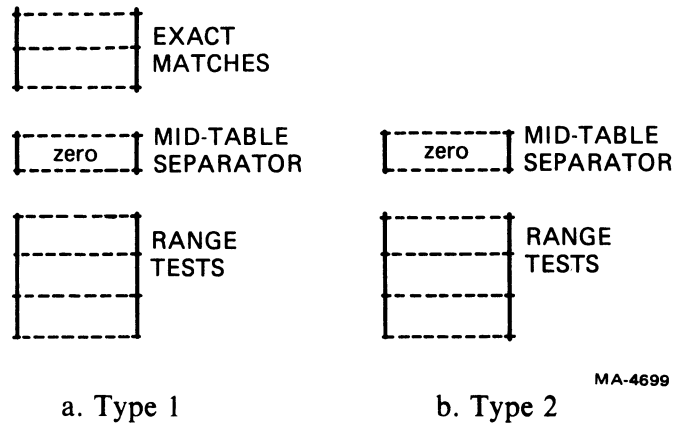 EXACT
MATCHES
zero
MID-TABLE
SEPARATOR
RANGE
TESTS
zero
MID-TABLE
SEPARATOR
RANGE
TESTS
MA-4699
a. Type 1
b. Type 2